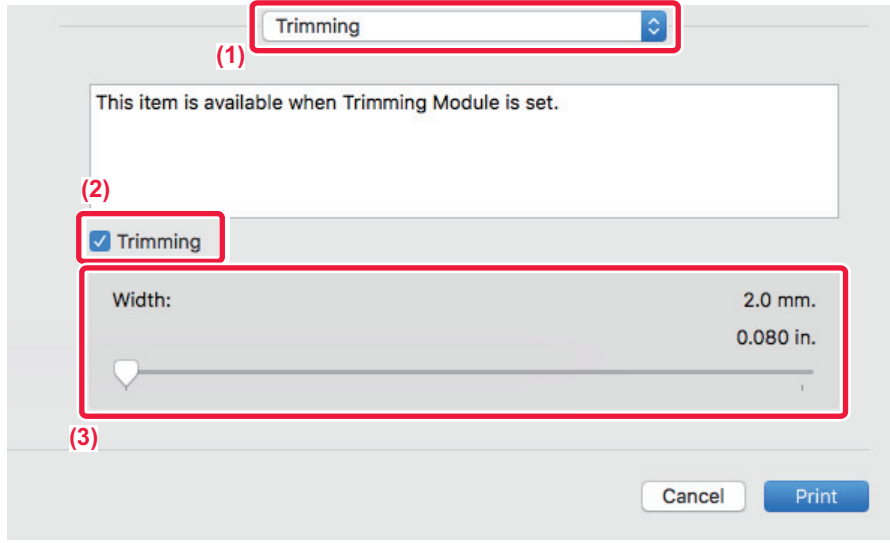 Trimming
(1)
This item is available when Trimming Module is set.
(2)
Trimming
Width:
2.0 mm.
0.080 in.
(3)
Cancel
Print